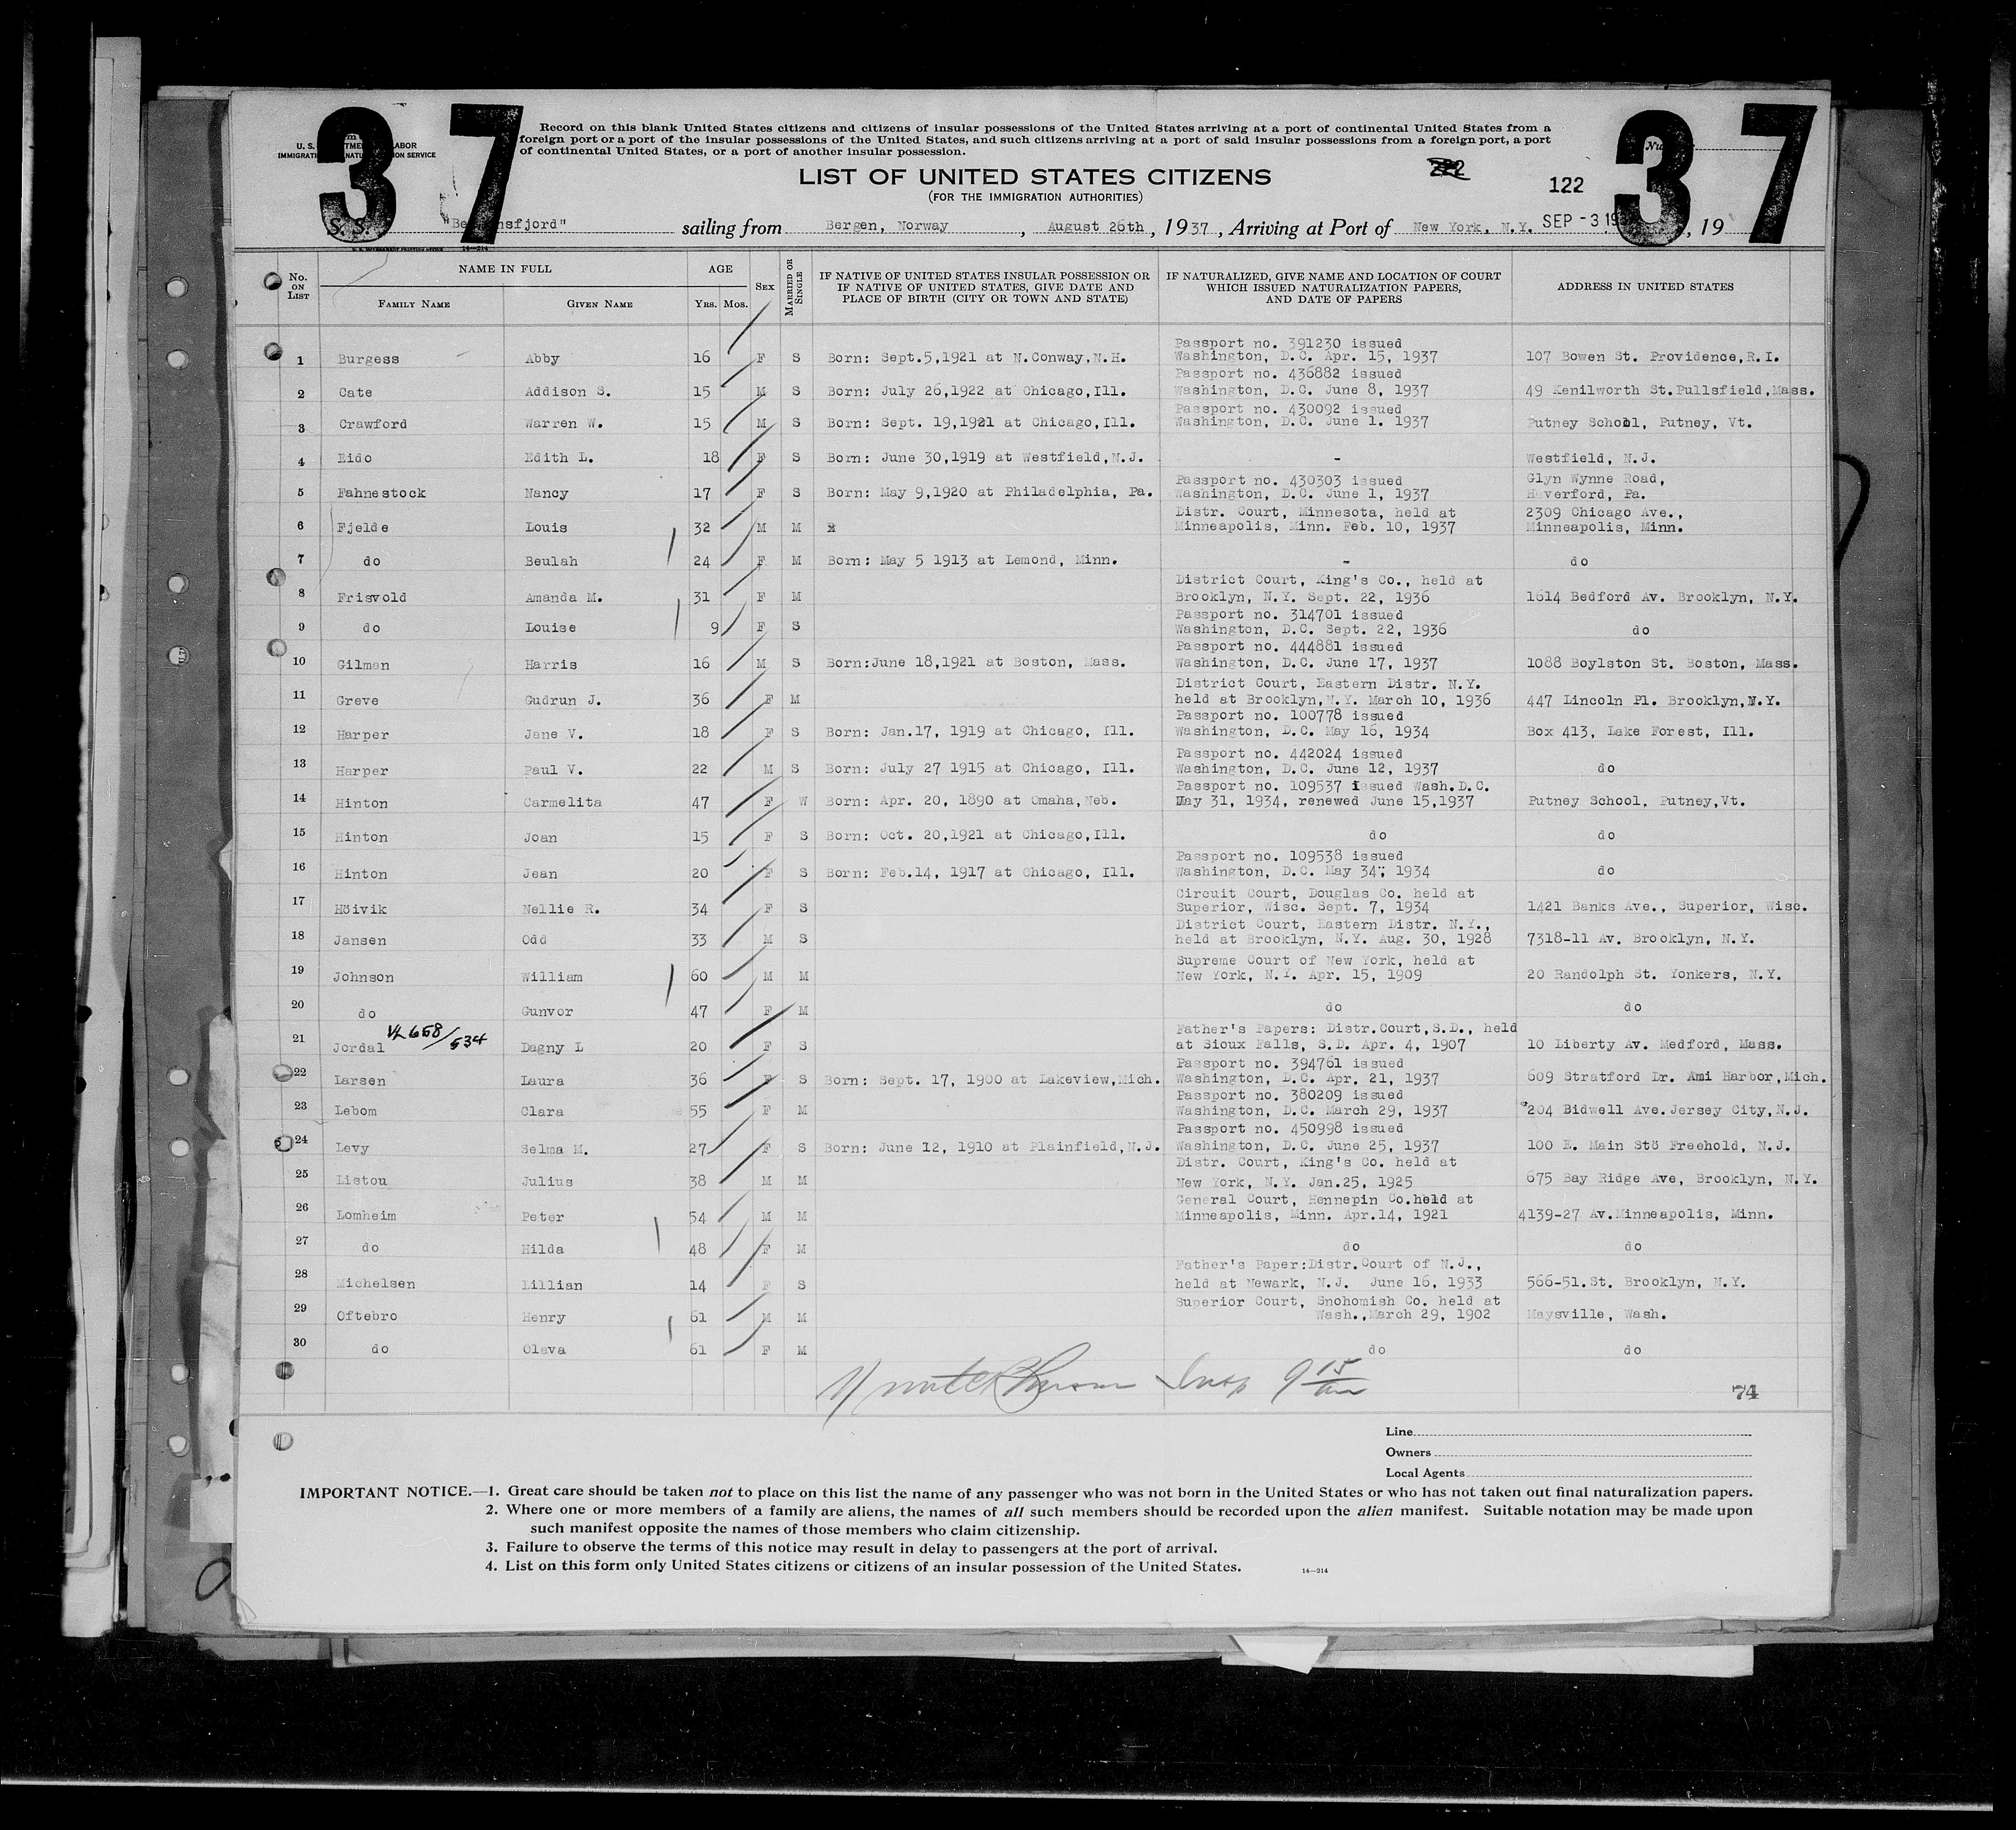 37
37
U. S. LABOR
IMMIGRATI NATU ON SERVICE
Record on this blank United States citizens and citizens of insular possessions of the United States arriving at a port of continental United States from a
foreign port or a port of the insular possessions of the United States, and such citizens arriving at a port of said insular possessions from a foreign port, a port
of continental United States, or a port of another insular possession.
LIST OF UNITED STATES CITIZENS
122
(FOR THE IMMIGRATION AUTHORITIES)
S. S. "Be nsfjord" sailing from Bergen, Norway, August 26th, 1937, Arriving at Port of New York, N.Y. SEP -3 19 , 19
No. ON LIST
NAME IN FULL
FAMILY NAME GIVEN NAME
AGE
Yrs. Mos.
SEX
MARRIED OR SINGLE
IF NATIVE OF UNITED STATES INSULAR POSSESSION OR
IF NATIVE OF UNITED STATES, GIVE DATE AND
PLACE OF BIRTH (CITY OR TOWN AND STATE)
IF NATURALIZED, GIVE NAME AND LOCATION OF COURT
WHICH ISSUED NATURALIZATION PAPERS,
AND DATE OF PAPERS
ADDRESS IN UNITED STATES
Passport no. 391230 issued
1 Burgess Abby 16 F S Born: Sept.5,1921 at N.Conway,N.H. Washington, D.C. Apr. 15, 1937 107 Bowen St. Providence,R.I.
Passport no. 436882 issued
2 Cate Addison S. 15 M S Born: July 26,1922 at Chicago,Ill. Washington, D.C. June 8, 1937 49 Kenilworth St.Pullsfield,Mass.
Passport no. 430092 issued
3 Crawford Warren W. 15 M S Born: Sept. 19,1921 at Chicago,Ill. Washington, D.C. June 1. 1937 Putney School, Putney, Vt.
4 Eido Edith L. 18 F S Born: June 30,1919 at Westfield,N.J. - Westfield, N.J.
Passport no. 430303 issued Glyn Wynne Road,
5 Fahnestock Nancy 17 F S Born: May 9,1920 at Philadelphia, Pa. Washington, D.C. June 1, 1937 Haverford, Pa.
Distr. Court, Minnesota, held at 2309 Chicago Ave.,
6 Fjelde Louis 32 M M x Minneapolis, Minn. Feb. 10, 1937 Minneapolis, Minn.
7 do Beulah 24 F M Born: May 5 1913 at Lemond, Minn. - do
District Court, King's Co., held at
8 Frisvold Amanda M. 31 F M Brooklyn, N.Y. Sept. 22, 1936 1614 Bedford Av. Brooklyn, N.Y.
Passport no. 314701 issued
9 do Louise 9 F S Washington, D.C. Sept. 22, 1936 do
Passport no. 444881 issued
10 Gilman Harris 16 M S Born:June 18,1921 at Boston, Mass. Washington, D.C. June 17, 1937 1088 Boylston St. Boston, Mass.
District Court, Eastern Distr. N.Y.
11 Greve Gudrun J. 36 F M held at Brooklyn,N.Y. March 10, 1936 447 Lincoln Pl. Brooklyn,N.Y.
Passport no. 100778 issued
12 Harper Jane V. 18 F S Born: Jan.17, 1919 at Chicago, Ill. Washington, D.C. May 16, 1934 Box 413, Lake Forest, Ill.
Passport no. 442024 issued
13 Harper Paul V. 22 M S Born: July 27 1915 at Chicago, Ill. Washington, D.C. June 12, 1937 do
Passport no. 109537 issued Wash.D.C.
14 Hinton Carmelita 47 F W Born: Apr. 20, 1890 at Omaha,Neb. May 31, 1934, renewed June 15,1937 Putney School, Putney,Vt.
15 Hinton Joan 15 F S Born: Oct. 20,1921 at Chicago,Ill. do do
Passport no. 109538 issued
16 Hinton Jean 20 F S Born: Feb.14, 1917 at Chicago, Ill. Washington, D.C. May 34; 1934 do
Circuit Court, Douglas Co. held at
17 Höivik Nellie R. 34 F S Superior, Wisc. Sept. 7, 1934 1421 Banks Ave., Superior, Wisc.
District Court, Eastern Distr. N.Y.,
18 Jansen Odd 33 M S held at Brooklyn, N.Y. Aug. 30, 1928 7318-11 Av. Brooklyn, N.Y.
Supreme Court of New York, held at
19 Johnson William 60 M M New York, N.Y. Apr. 15, 1909 20 Randolph St. Yonkers, N.Y.
20 do Gunvor 47 F M do do
VL 658/534 Father's Papers: Distr.Court,S.D., held
21 Jordal Dagny L 20 F S at Sioux Falls, S.D. Apr. 4, 1907 10 Liberty Av. Medford, Mass.
Passport no. 394761 issued
22 Larsen Laura 36 F S Born: Sept. 17, 1900 at Lakeview,Mich. Washington, D.C. Apr. 21, 1937 609 Stratford Dr. Ami Harbor,Mich.
Passport no. 380209 issued
23 Lebom Clara 55 F M Washington, D.C. March 29, 1937 204 Bidwell Ave.Jersey City,N.J.
Passport no. 450998 issued
24 Levy Selma M. 27 F S Born: June 12, 1910 at Plainfield,N.J. Washington, D.C. June 25, 1937 100 E. Main Stö Freehold, N.J.
Distr. Court, King's Co. held at
25 Listou Julius 38 M M New York, N.Y. Jan.25, 1925 675 Bay Ridge Ave, Brooklyn, N.Y.
General Court, Hennepin Co.held at
26 Lomheim Peter 54 M M Minneapolis, Minn. Apr.14, 1921 4139-27 Av.Minneapolis, Minn.
27 do Hilda 48 F M do do
Father's Paper:Distr.Court of N.J.,
28 Michelsen Lillian 14 F S held at Newark, N.J. June 16, 1933 566-51.St. Brooklyn, N.Y.
Superior Court, Snohomish Co. held at
29 Oftebro Henry 61 M M Wash.,March 29, 1902 Maysville, Wash.
30 do Olava 61 F M do do
Insp 9 15
74
Line
Owners
Local Agents
IMPORTANT NOTICE.—1. Great care should be taken not to place on this list the name of any passenger who was not born in the United States or who has not taken out final naturalization papers.
2. Where one or more members of a family are aliens, the names of all such members should be recorded upon the alien manifest. Suitable notation may be made upon
such manifest opposite the names of those members who claim citizenship.
3. Failure to observe the terms of this notice may result in delay to passengers at the port of arrival.
4. List on this form only United States citizens or citizens of an insular possession of the United States.
14—214